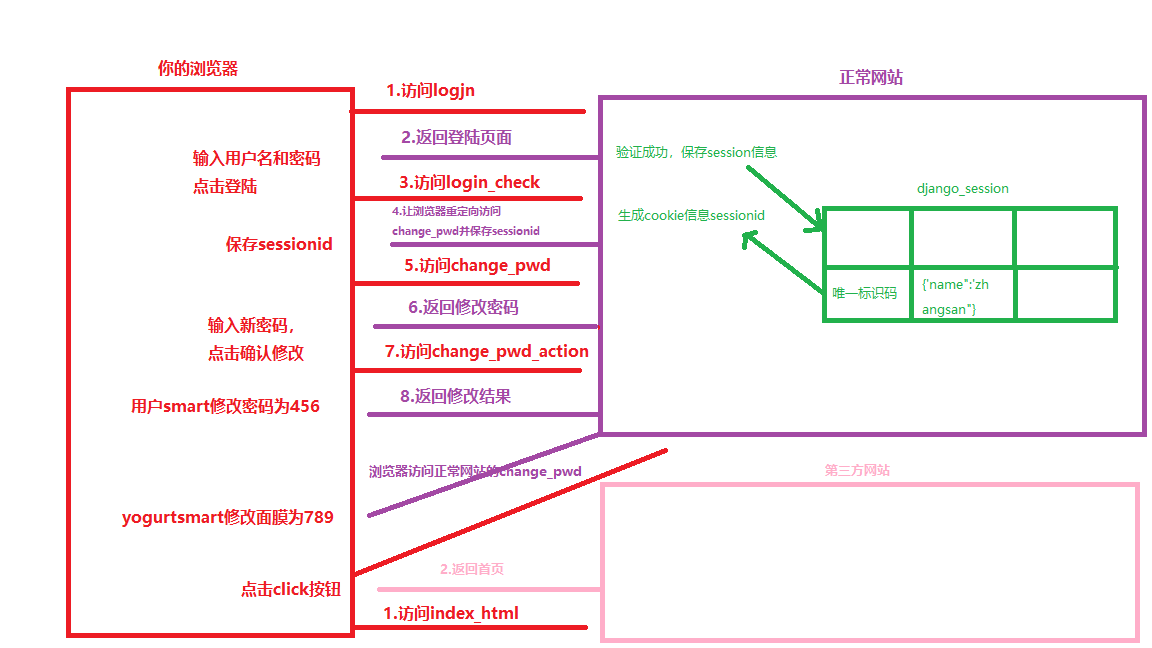 你的浏览器
1.访问logjn
正常网站
2.返回登陆页面
输入用户名和密码
点击登陆
验证成功，保存session信息
3.访问login_check
django_session
4.让浏览器重定向访问
change_pwd并保存sessionid
生成cookie信息sessionid
保存sessionid
5.访问change_pwd
唯一标识码
{'name":'zh
angsan"}
6.返回修改密码
输入新密码，
点击确认修改
7.访问change_pwd_action
8.返回修改结果
用户smart修改密码为456
浏览器访问正常网站的change_pwd
第三方网站
yogurtsmart修改面膜为789
2.返回首页
点击click按钮
1.访问index_html